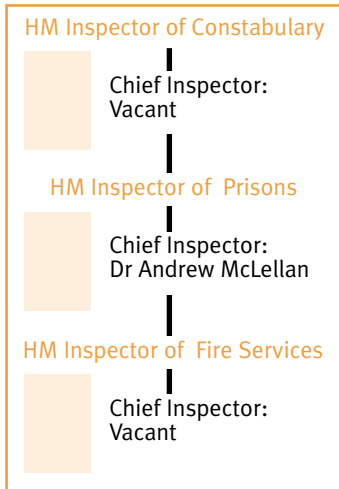 HM Inspector of Constabulary
Chief Inspector:
Vacant
HM Inspector of Prisons
Chief Inspector:
Dr Andrew McLellan
HM Inspector of Fire Services
Chief Inspector:
Vacant